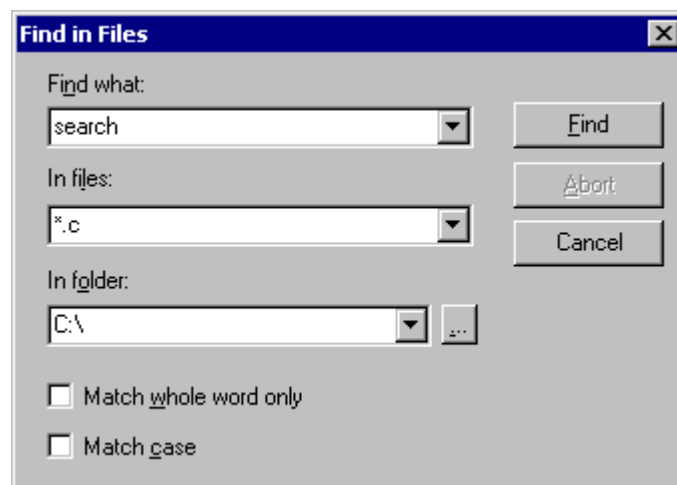 Find in Files
Find what:
search
Find
In files:
Abort
*.c
Cancel
In folder:
C:\
...
Match whole word only
Match case